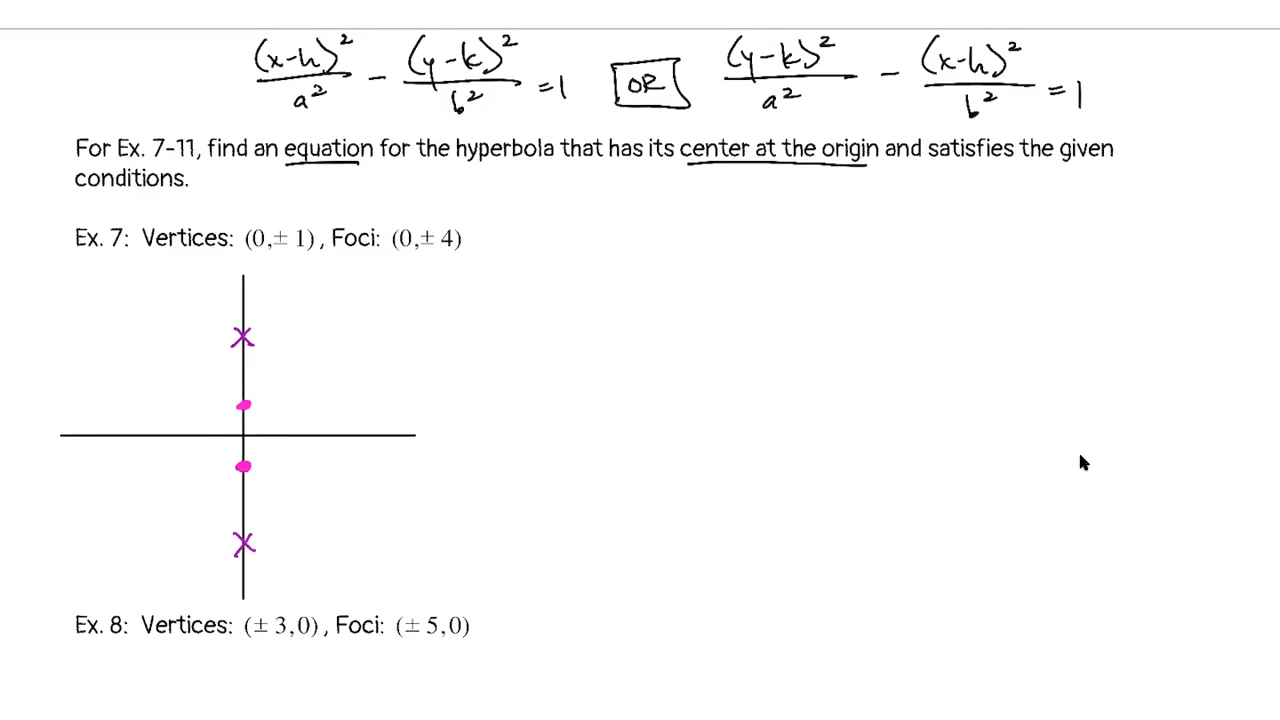 (x-h)²/a² - (y-k)²/b² = 1 OR (y-k)²/a² - (x-h)²/b² = 1
For Ex. 7-11, find an equation for the hyperbola that has its center at the origin and satisfies the given
conditions.
Ex. 7: Vertices: (0,± 1), Foci: (0,± 4)
Ex. 8: Vertices: (± 3,0), Foci: (± 5,0)